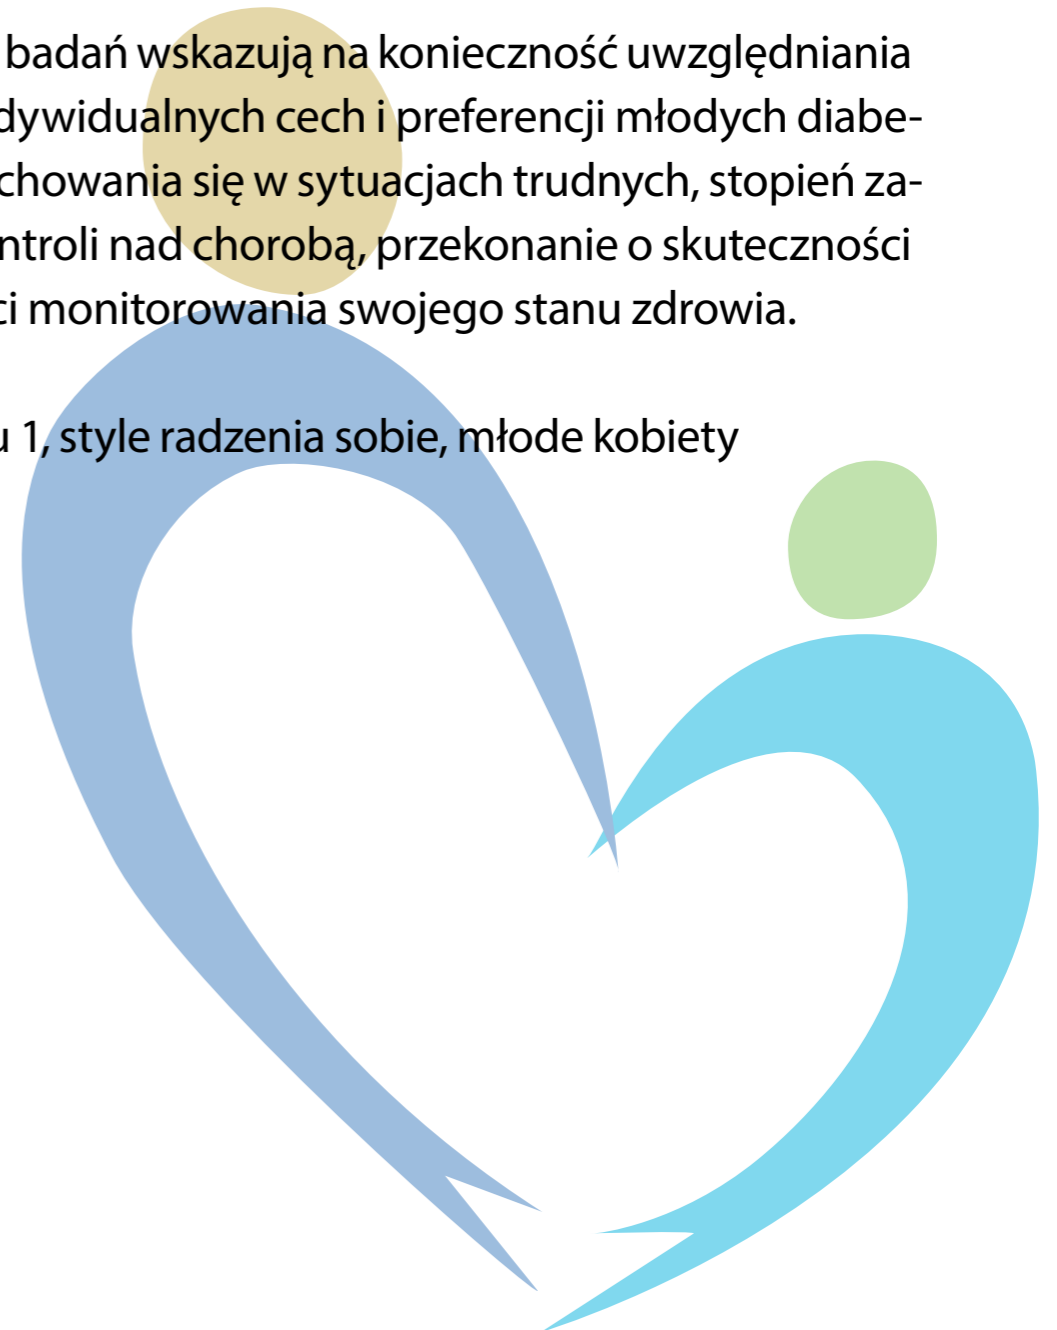 badań wskazują na konieczność uwzględniania
dywidualnych cech i preferencji młodych diabe-
chowania się w sytuacjach trudnych, stopień za-
ntroli nad chorobą, przekonanie o skuteczności
ci monitorowania swojego stanu zdrowia.
u 1, style radzenia sobie, młode kobiety